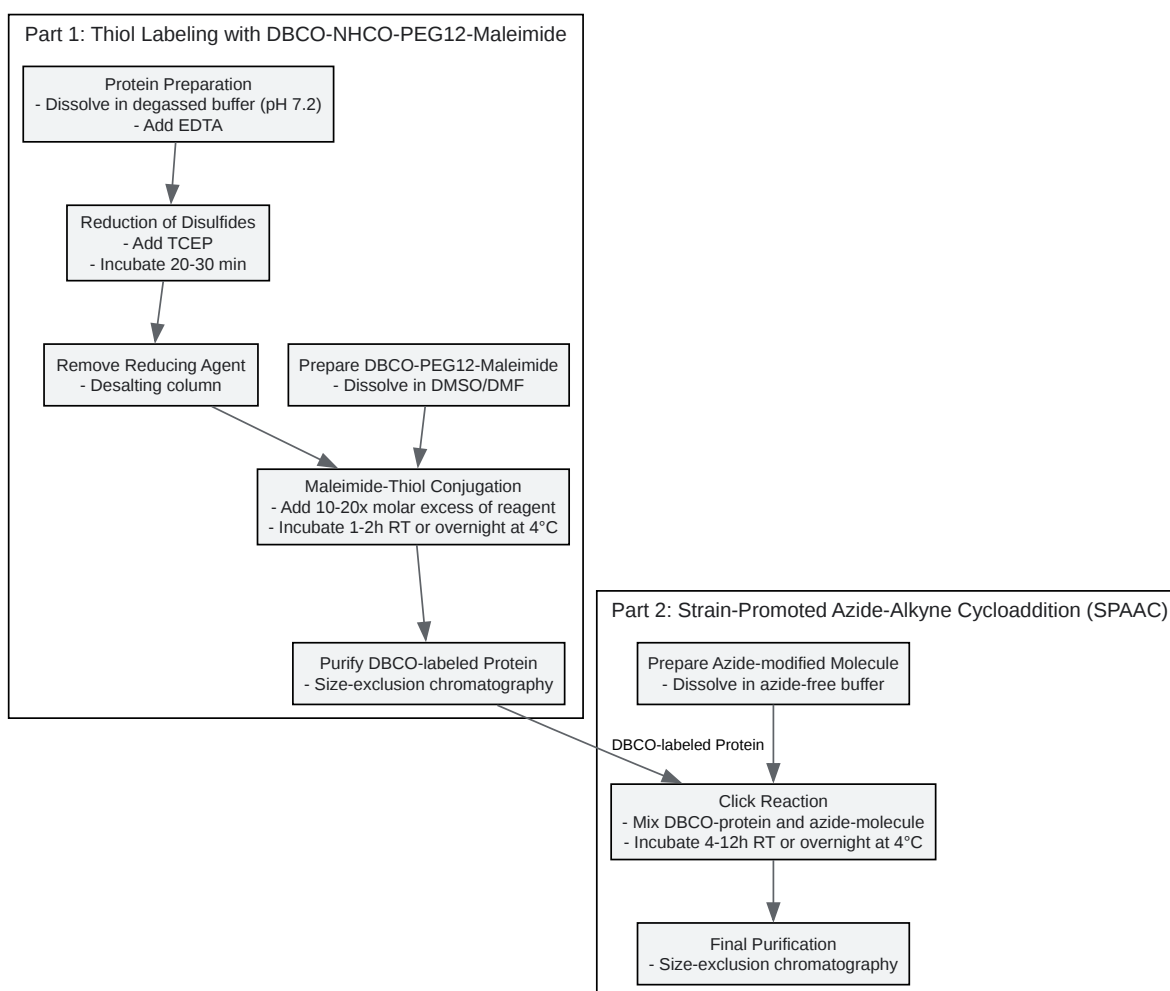 Part 1: Thiol Labeling with DBCO-NHCO-PEG12-Maleimide
Protein Preparation
- Dissolve in degassed buffer (pH 7.2)
- Add EDTA
Reduction of Disulfides
- Add TCEP
- Incubate 20-30 min
Remove Reducing Agent
- Desalting column
Prepare DBCO-PEG12-Maleimide
- Dissolve in DMSO/DMF
Maleimide-Thiol Conjugation
- Add 10-20x molar excess of reagent
- Incubate 1-2h RT or overnight at 4°C
Purify DBCO-labeled Protein
- Size-exclusion chromatography
Part 2: Strain-Promoted Azide-Alkyne Cycloaddition (SPAAC)
Prepare Azide-modified Molecule
- Dissolve in azide-free buffer
DBCO-labeled Protein
Click Reaction
- Mix DBCO-protein and azide-molecule
- Incubate 4-12h RT or overnight at 4°C
Final Purification
- Size-exclusion chromatography